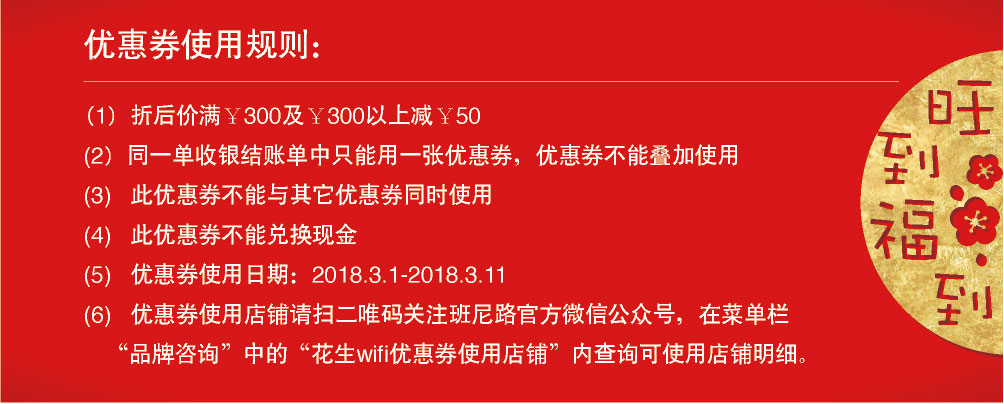 优惠券使用规则：
（1）折后价满￥300及￥300以上减￥50
（2）同一单收银结账单中只能用一张优惠券，优惠券不能叠加使用
（3） 此优惠券不能与其它优惠券同时使用
（4） 此优惠券不能兑换现金
（5） 优惠券使用日期：2018.3.1-2018.3.11
（6） 优惠券使用店铺请扫二唯码关注班尼路官方微信公众号，在菜单栏
“品牌咨询”中的“花生wifi优惠券使用店铺”内查询可使用店铺明细。
旺到
福到